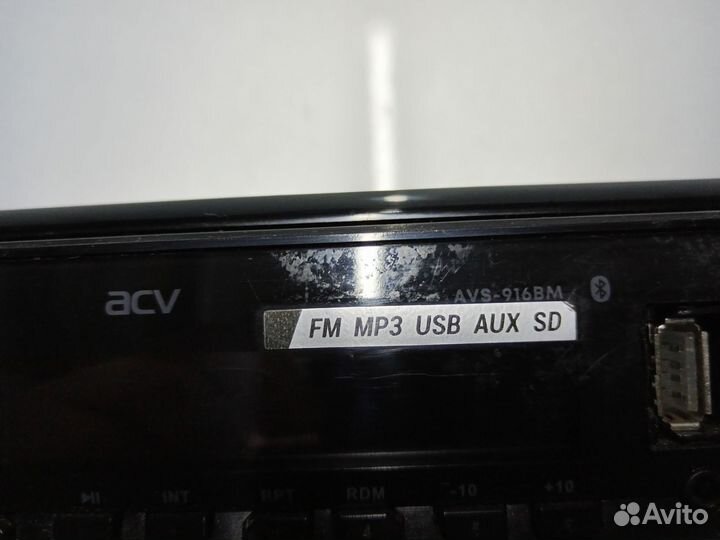 acv
AVS-916BM
FM MP3 USB AUX SD
INT RPT RDM -10 +10
Avito